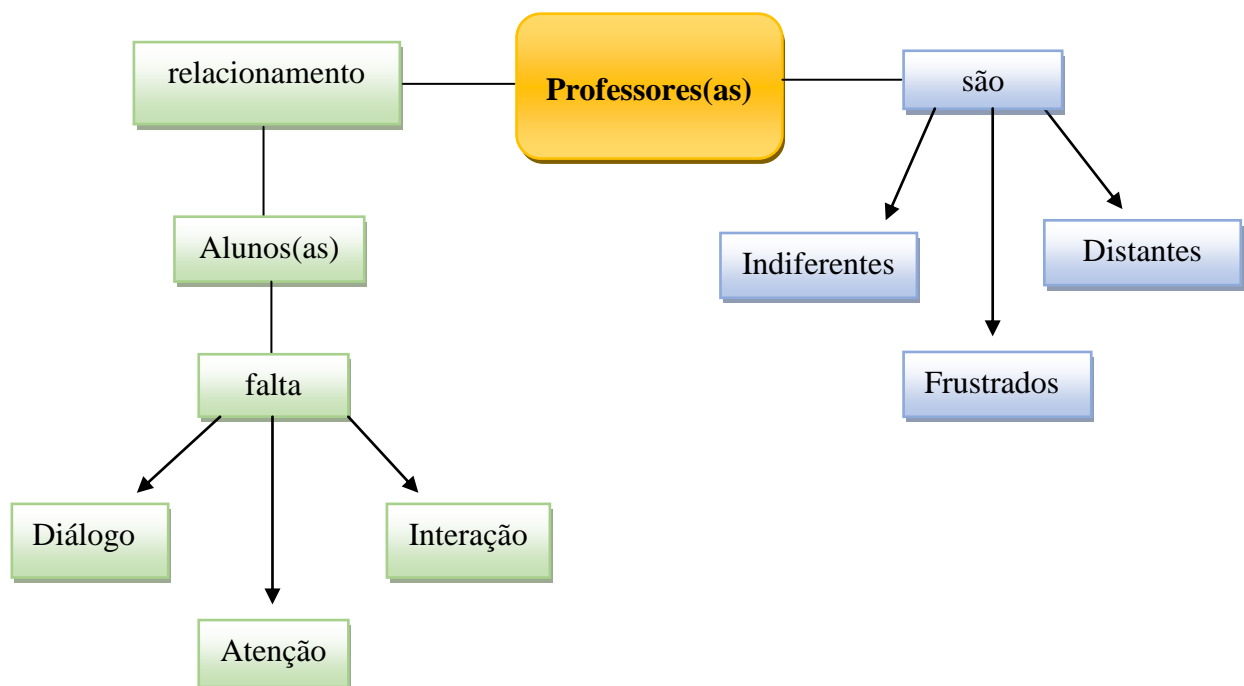 relacionamento
Professores(as)
são
Alunos(as)
Indiferentes
Distantes
falta
Frustrados
Diálogo
Interação
Atenção